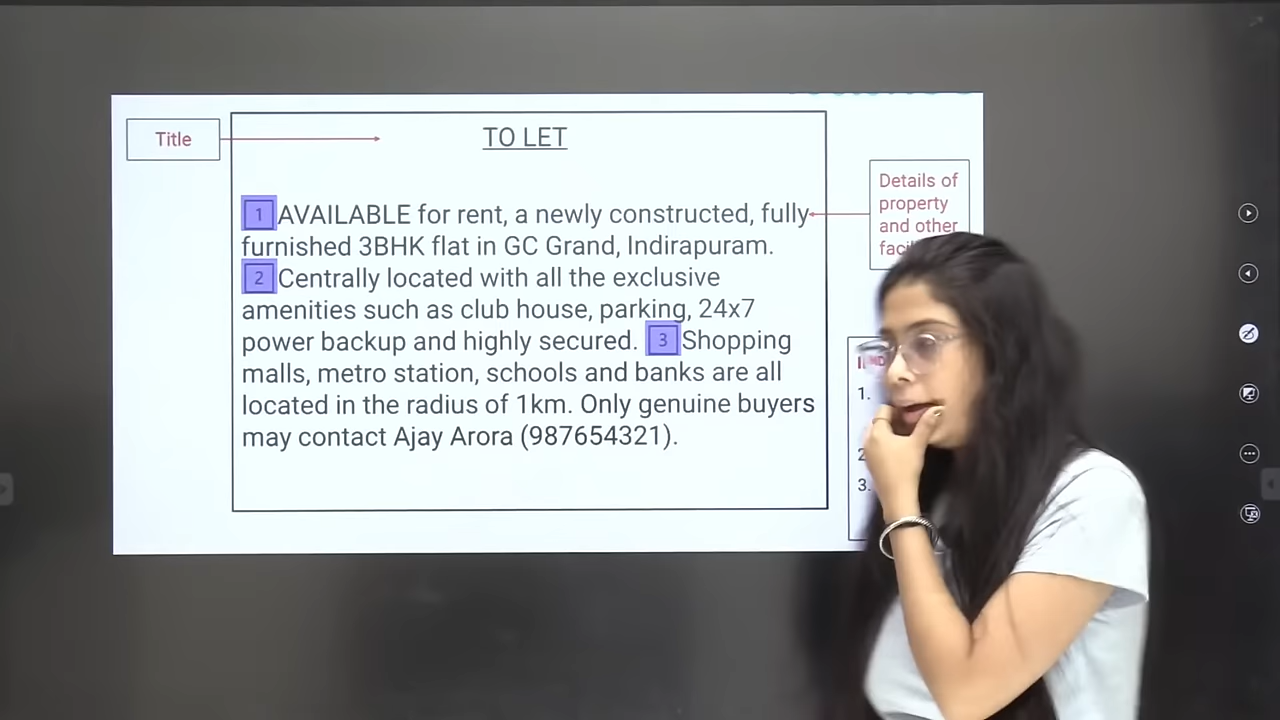 Title
TO LET
Details of
property
and other
1 AVAILABLE for rent, a newly constructed, fully
furnished 3BHK flat in GC Grand, Indirapuram.
2 Centrally located with all the exclusive
amenities such as club house, parking, 24x7
power backup and highly secured. 3 Shopping
malls, metro station, schools and banks are all
located in the radius of 1km. Only genuine buyers
may contact Ajay Arora (987654321).
1.
2
3.